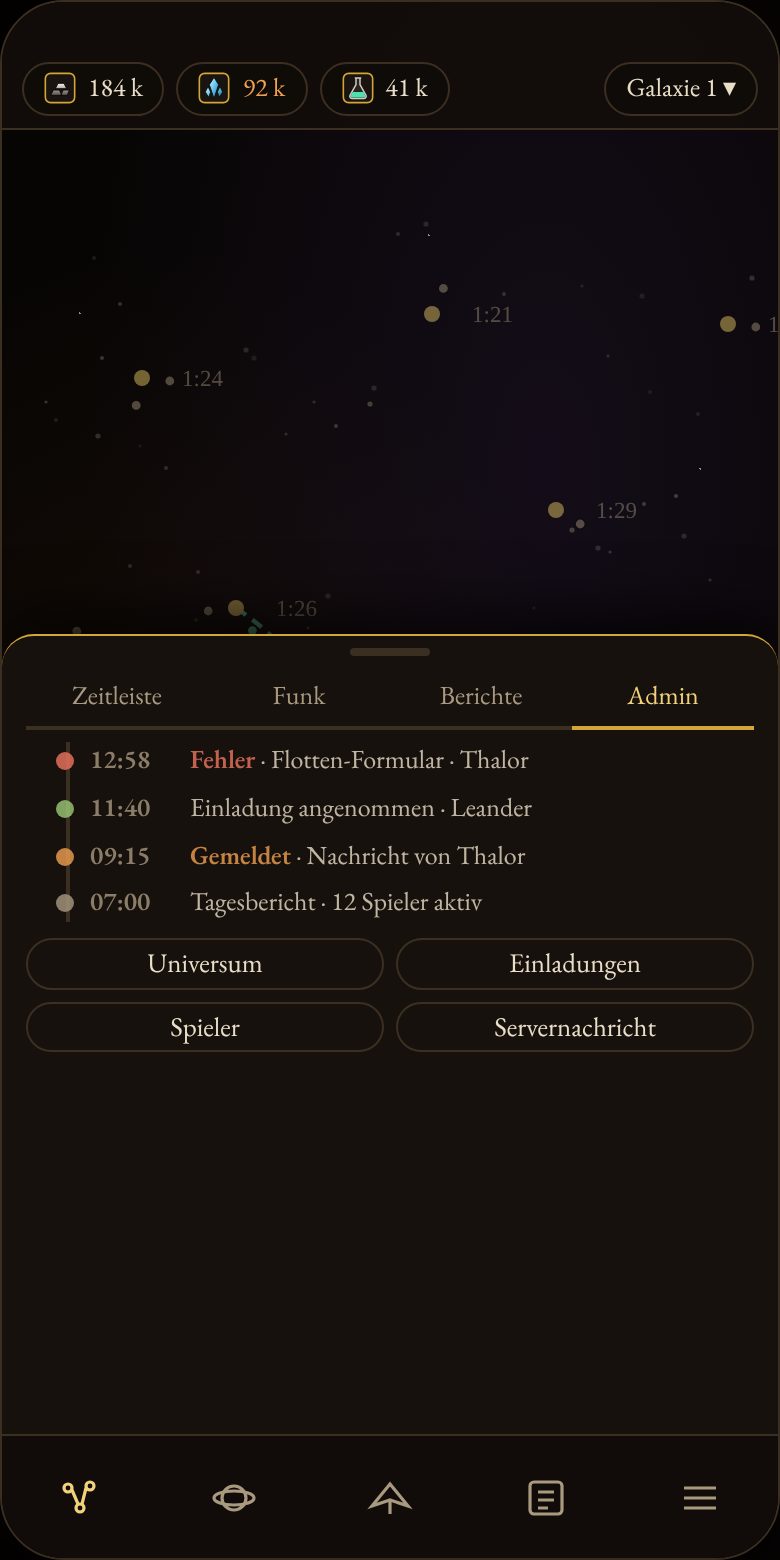 184 k 92 k 41 k Galaxie 1 ▼
1:21
1:24
1:29
1:26
Zeitleiste Funk Berichte Admin
12:58 Fehler · Flotten-Formular · Thalor
11:40 Einladung angenommen · Leander
09:15 Gemeldet · Nachricht von Thalor
07:00 Tagesbericht · 12 Spieler aktiv
Universum Einladungen
Spieler Servernachricht